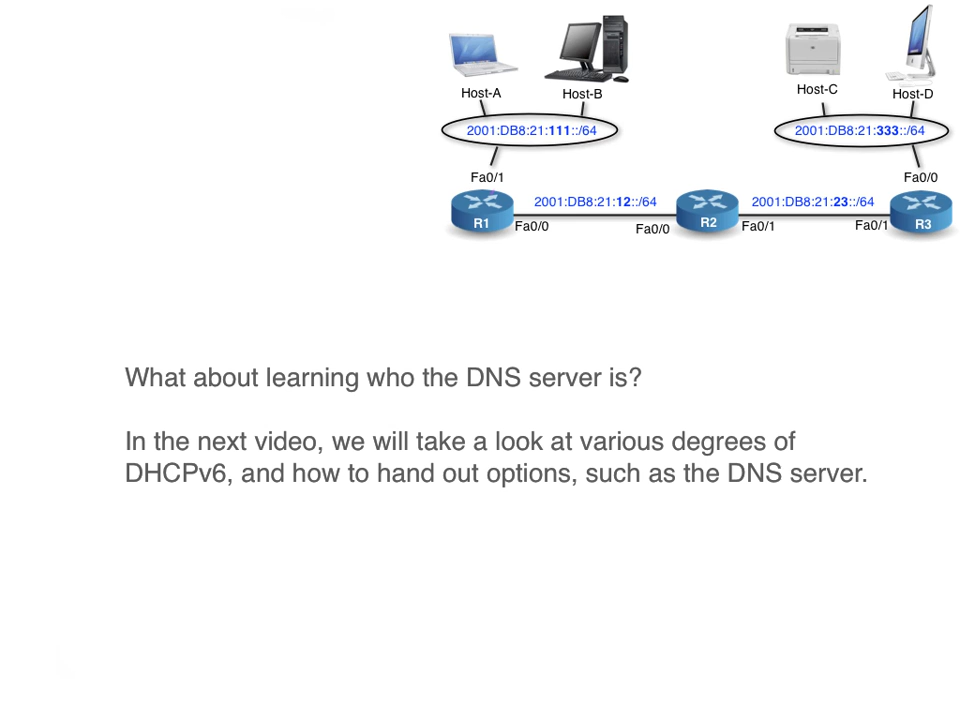 Host-A
Host-B
Host-C
Host-D
2001:DB8:21:111::/64
2001:DB8:21:333::/64
Fa0/1
Fa0/0
2001:DB8:21:12::/64
2001:DB8:21:23::/64
R1
Fa0/0
Fa0/0
R2
Fa0/1
Fa0/1
R3
What about learning who the DNS server is?
In the next video, we will take a look at various degrees of
DHCPv6, and how to hand out options, such as the DNS server.